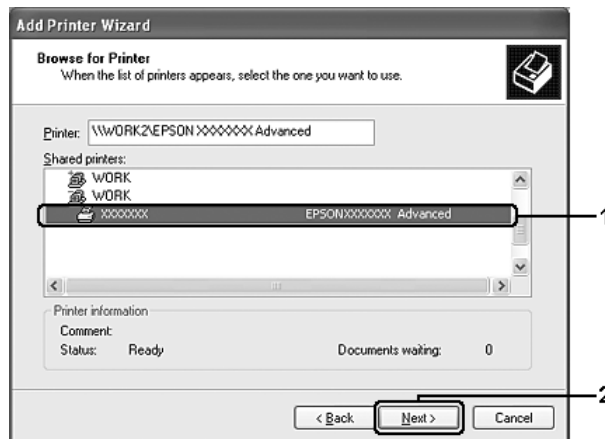 Add Printer Wizard
Browse for Printer
When the list of printers appears, select the one you want to use.
Printer: \\WORK2\EPSON XXXXXXX Advanced
Shared printers:
WORK
WORK
XXXXXXX EPSONXXXXXXX Advanced
1
Printer information
Comment:
Status: Ready Documents waiting: 0
2
< Back Next > Cancel